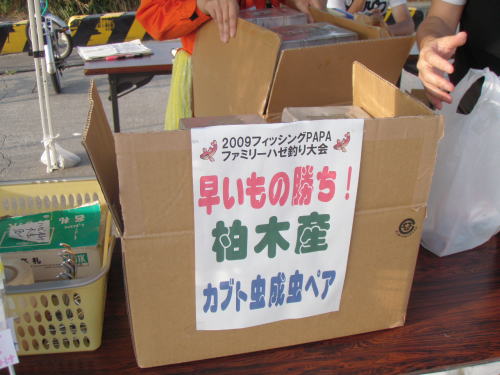 2009フィッシングPAPA
ファミリーハゼ釣り大会
早いもの勝ち！
柏木産
カブト虫成虫ペア